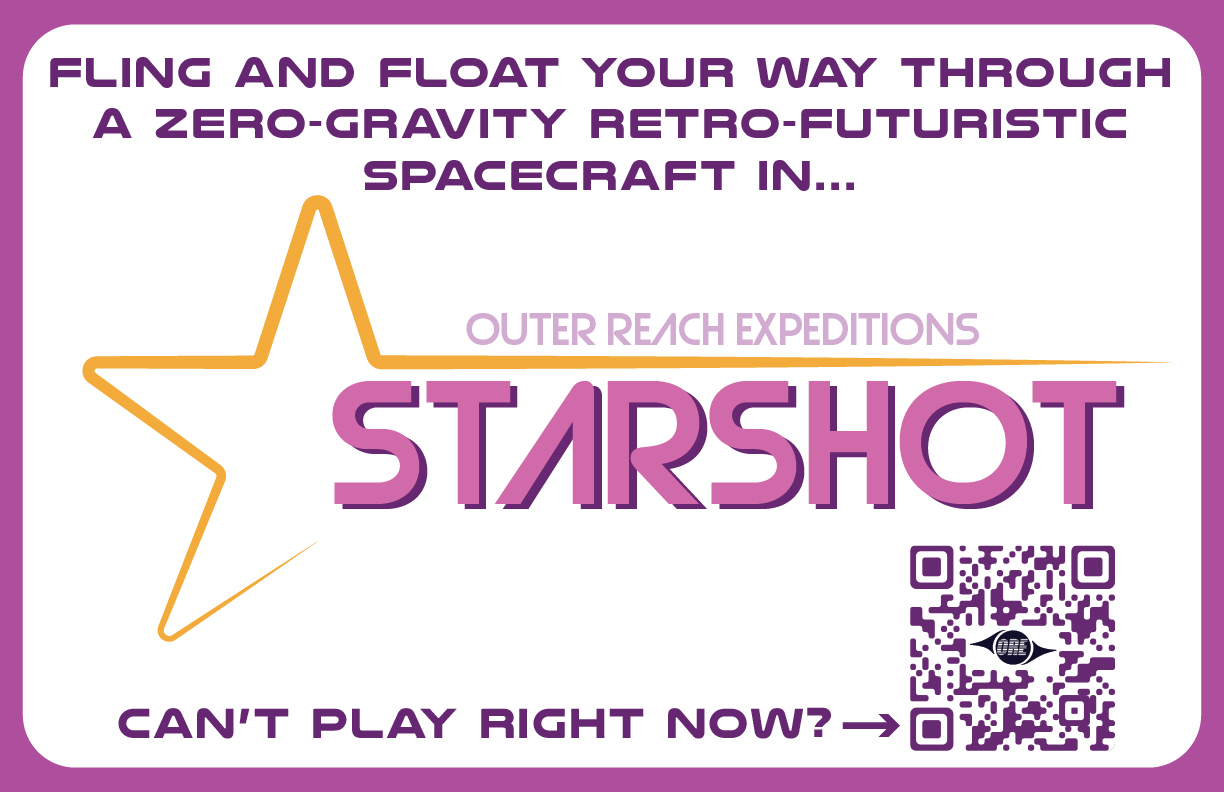 FLING AND FLOAT YOUR WAY THROUGH
A ZERO-GRAVITY RETRO-FUTURISTIC
SPACECRAFT IN...
OUTER REACH EXPEDITIONS
STARSHOT
ORE
CAN'T PLAY RIGHT NOW?